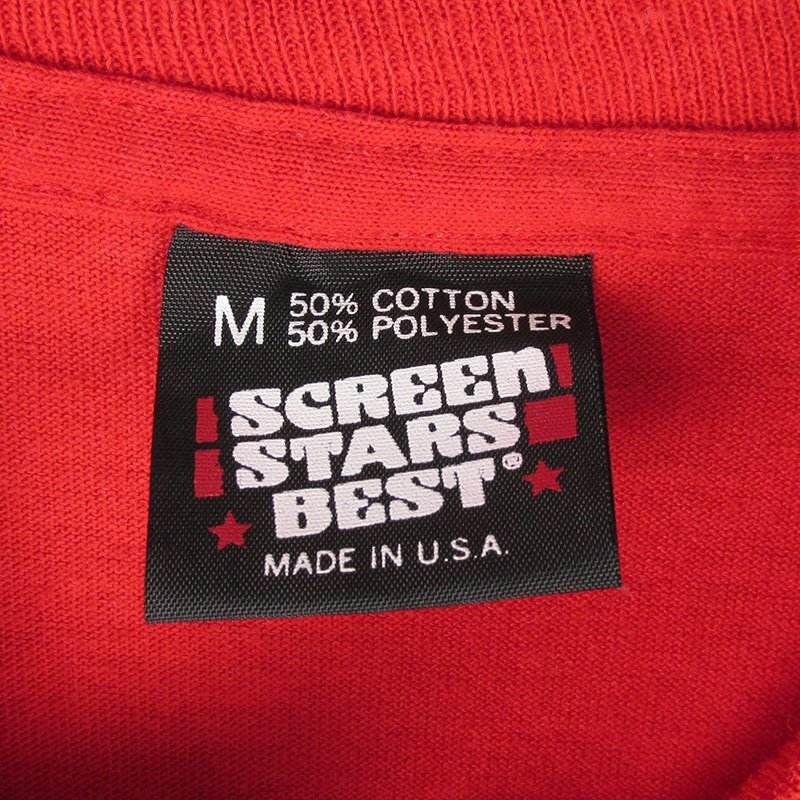 M 50% COTTON
50% POLYESTER
SCREEN
STARS
BEST®
MADE IN U.S.A.